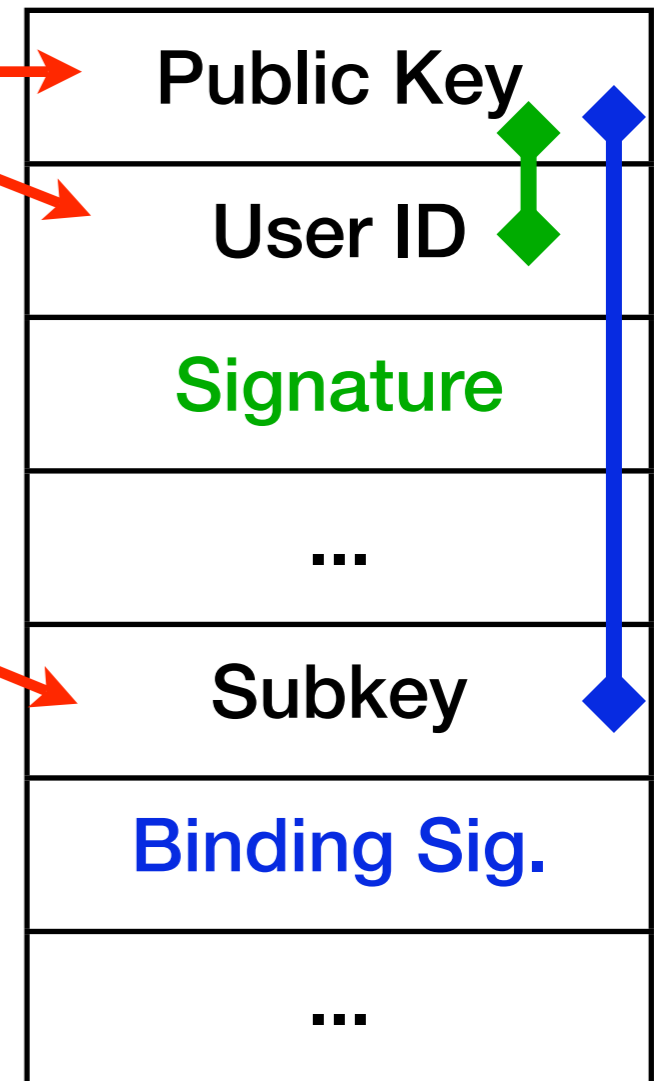 Public Key
User ID
Signature
...
Subkey
Binding Sig.
...